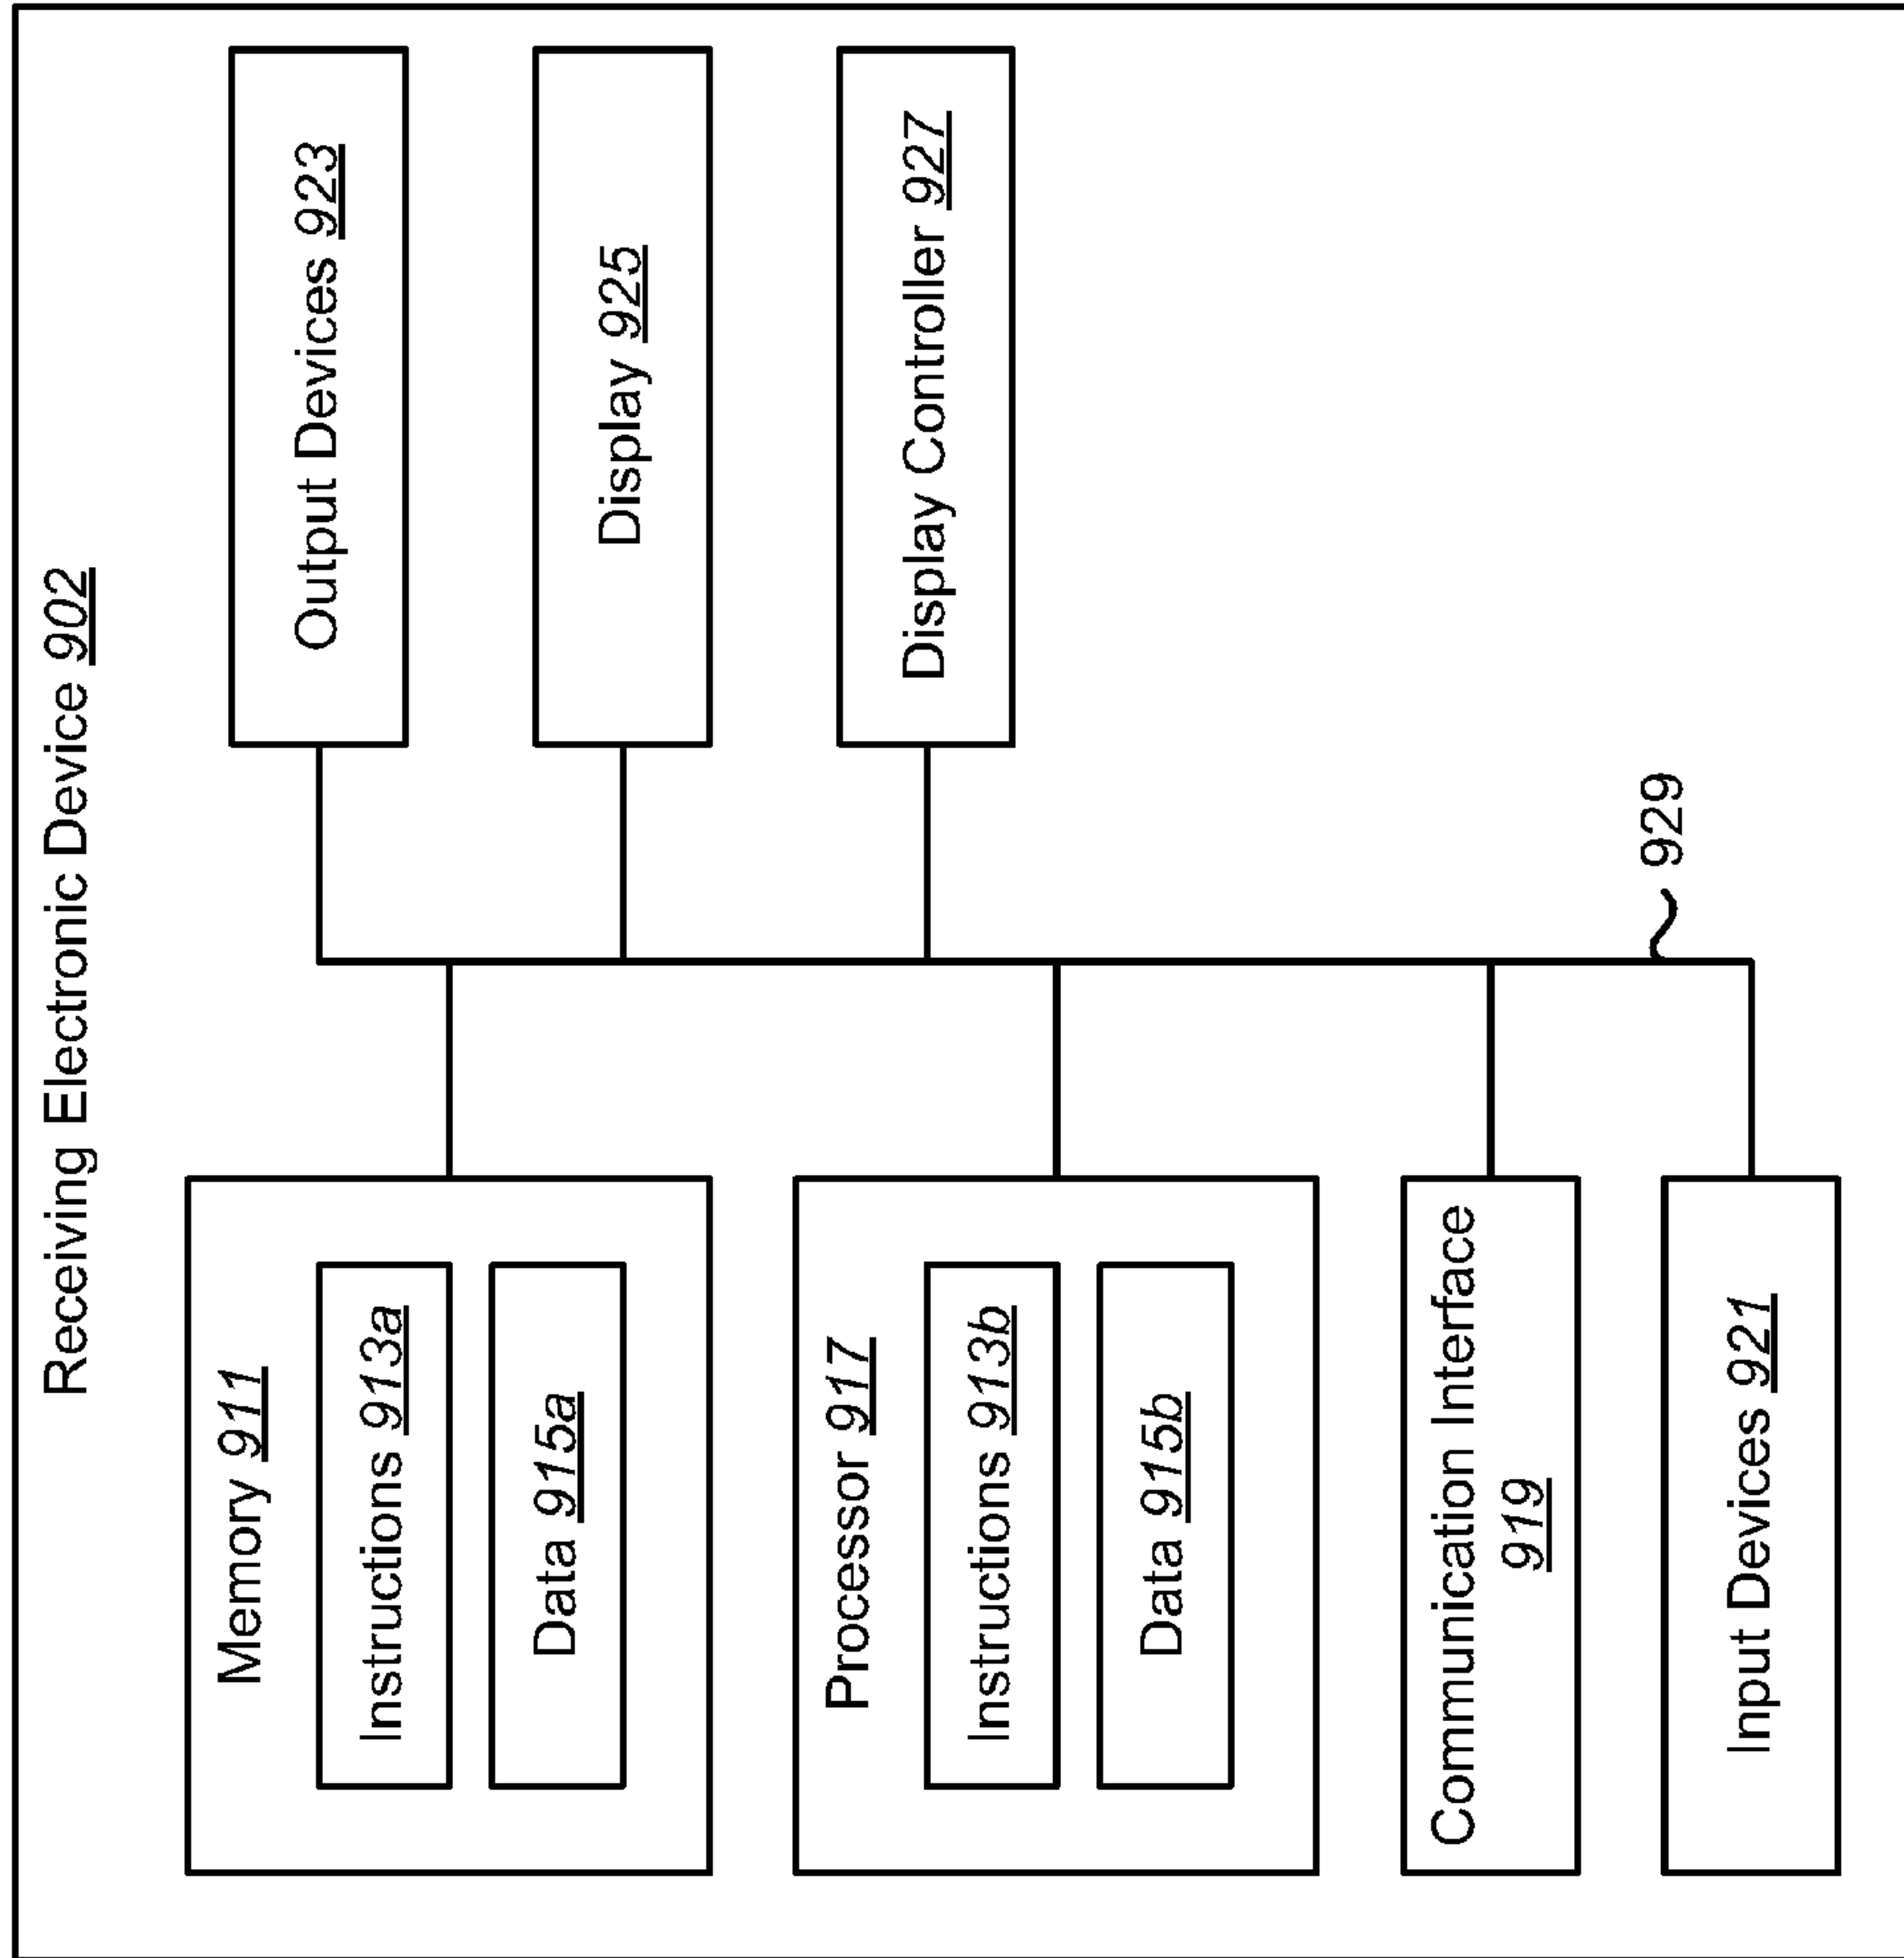 Receiving Electronic Device 902
Memory 911
Instructions 913a
Data 915a
Processor 917
Instructions 913b
Data 915b
Communication Interface
919
Input Devices 921
Output Devices 923
Display 925
Display Controller 927
929